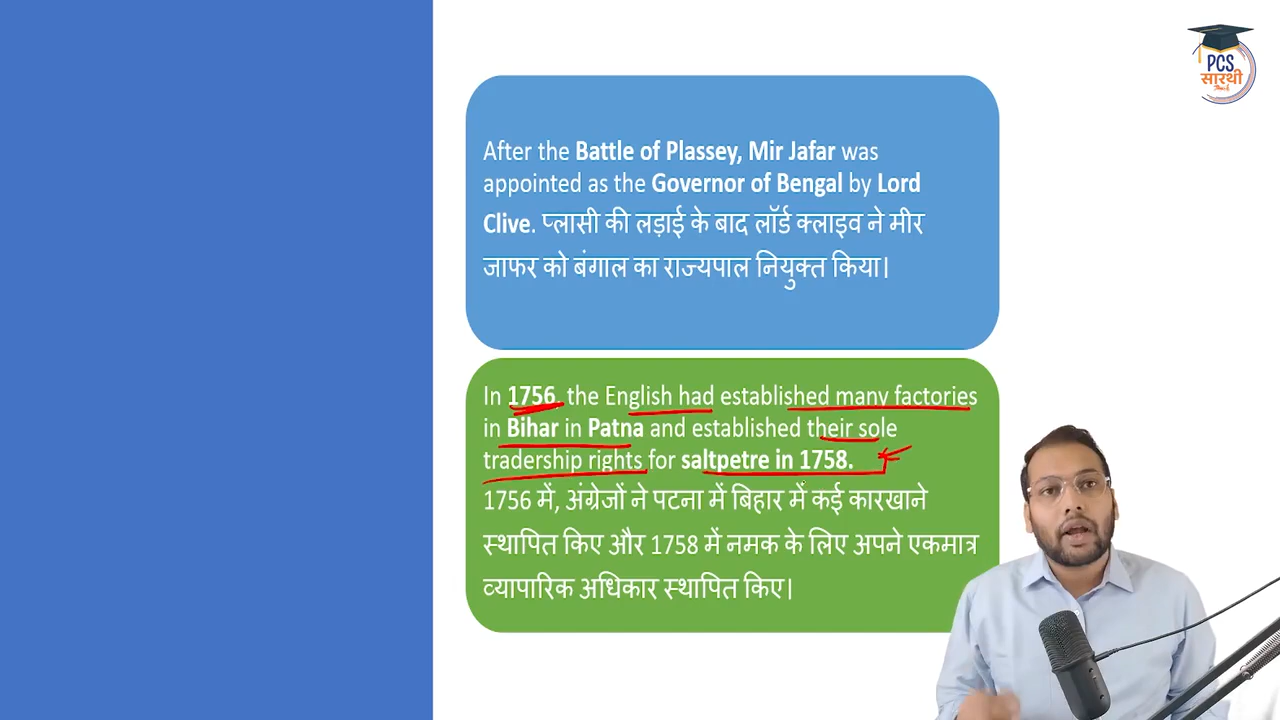 PCS
सारथी
After the Battle of Plassey, Mir Jafar was
appointed as the Governor of Bengal by Lord
Clive. प्लासी की लड़ाई के बाद लॉर्ड क्लाइव ने मीर
जाफर को बंगाल का राज्यपाल नियुक्त किया।
In 1756, the English had established many factories
in Bihar in Patna and established their sole
tradership rights for saltpetre in 1758.
1756 में, अंग्रेजों ने पटना में बिहार में कई कारखाने
स्थापित किए और 1758 में नमक के लिए अपने एकमात्र
व्यापारिक अधिकार स्थापित किए।